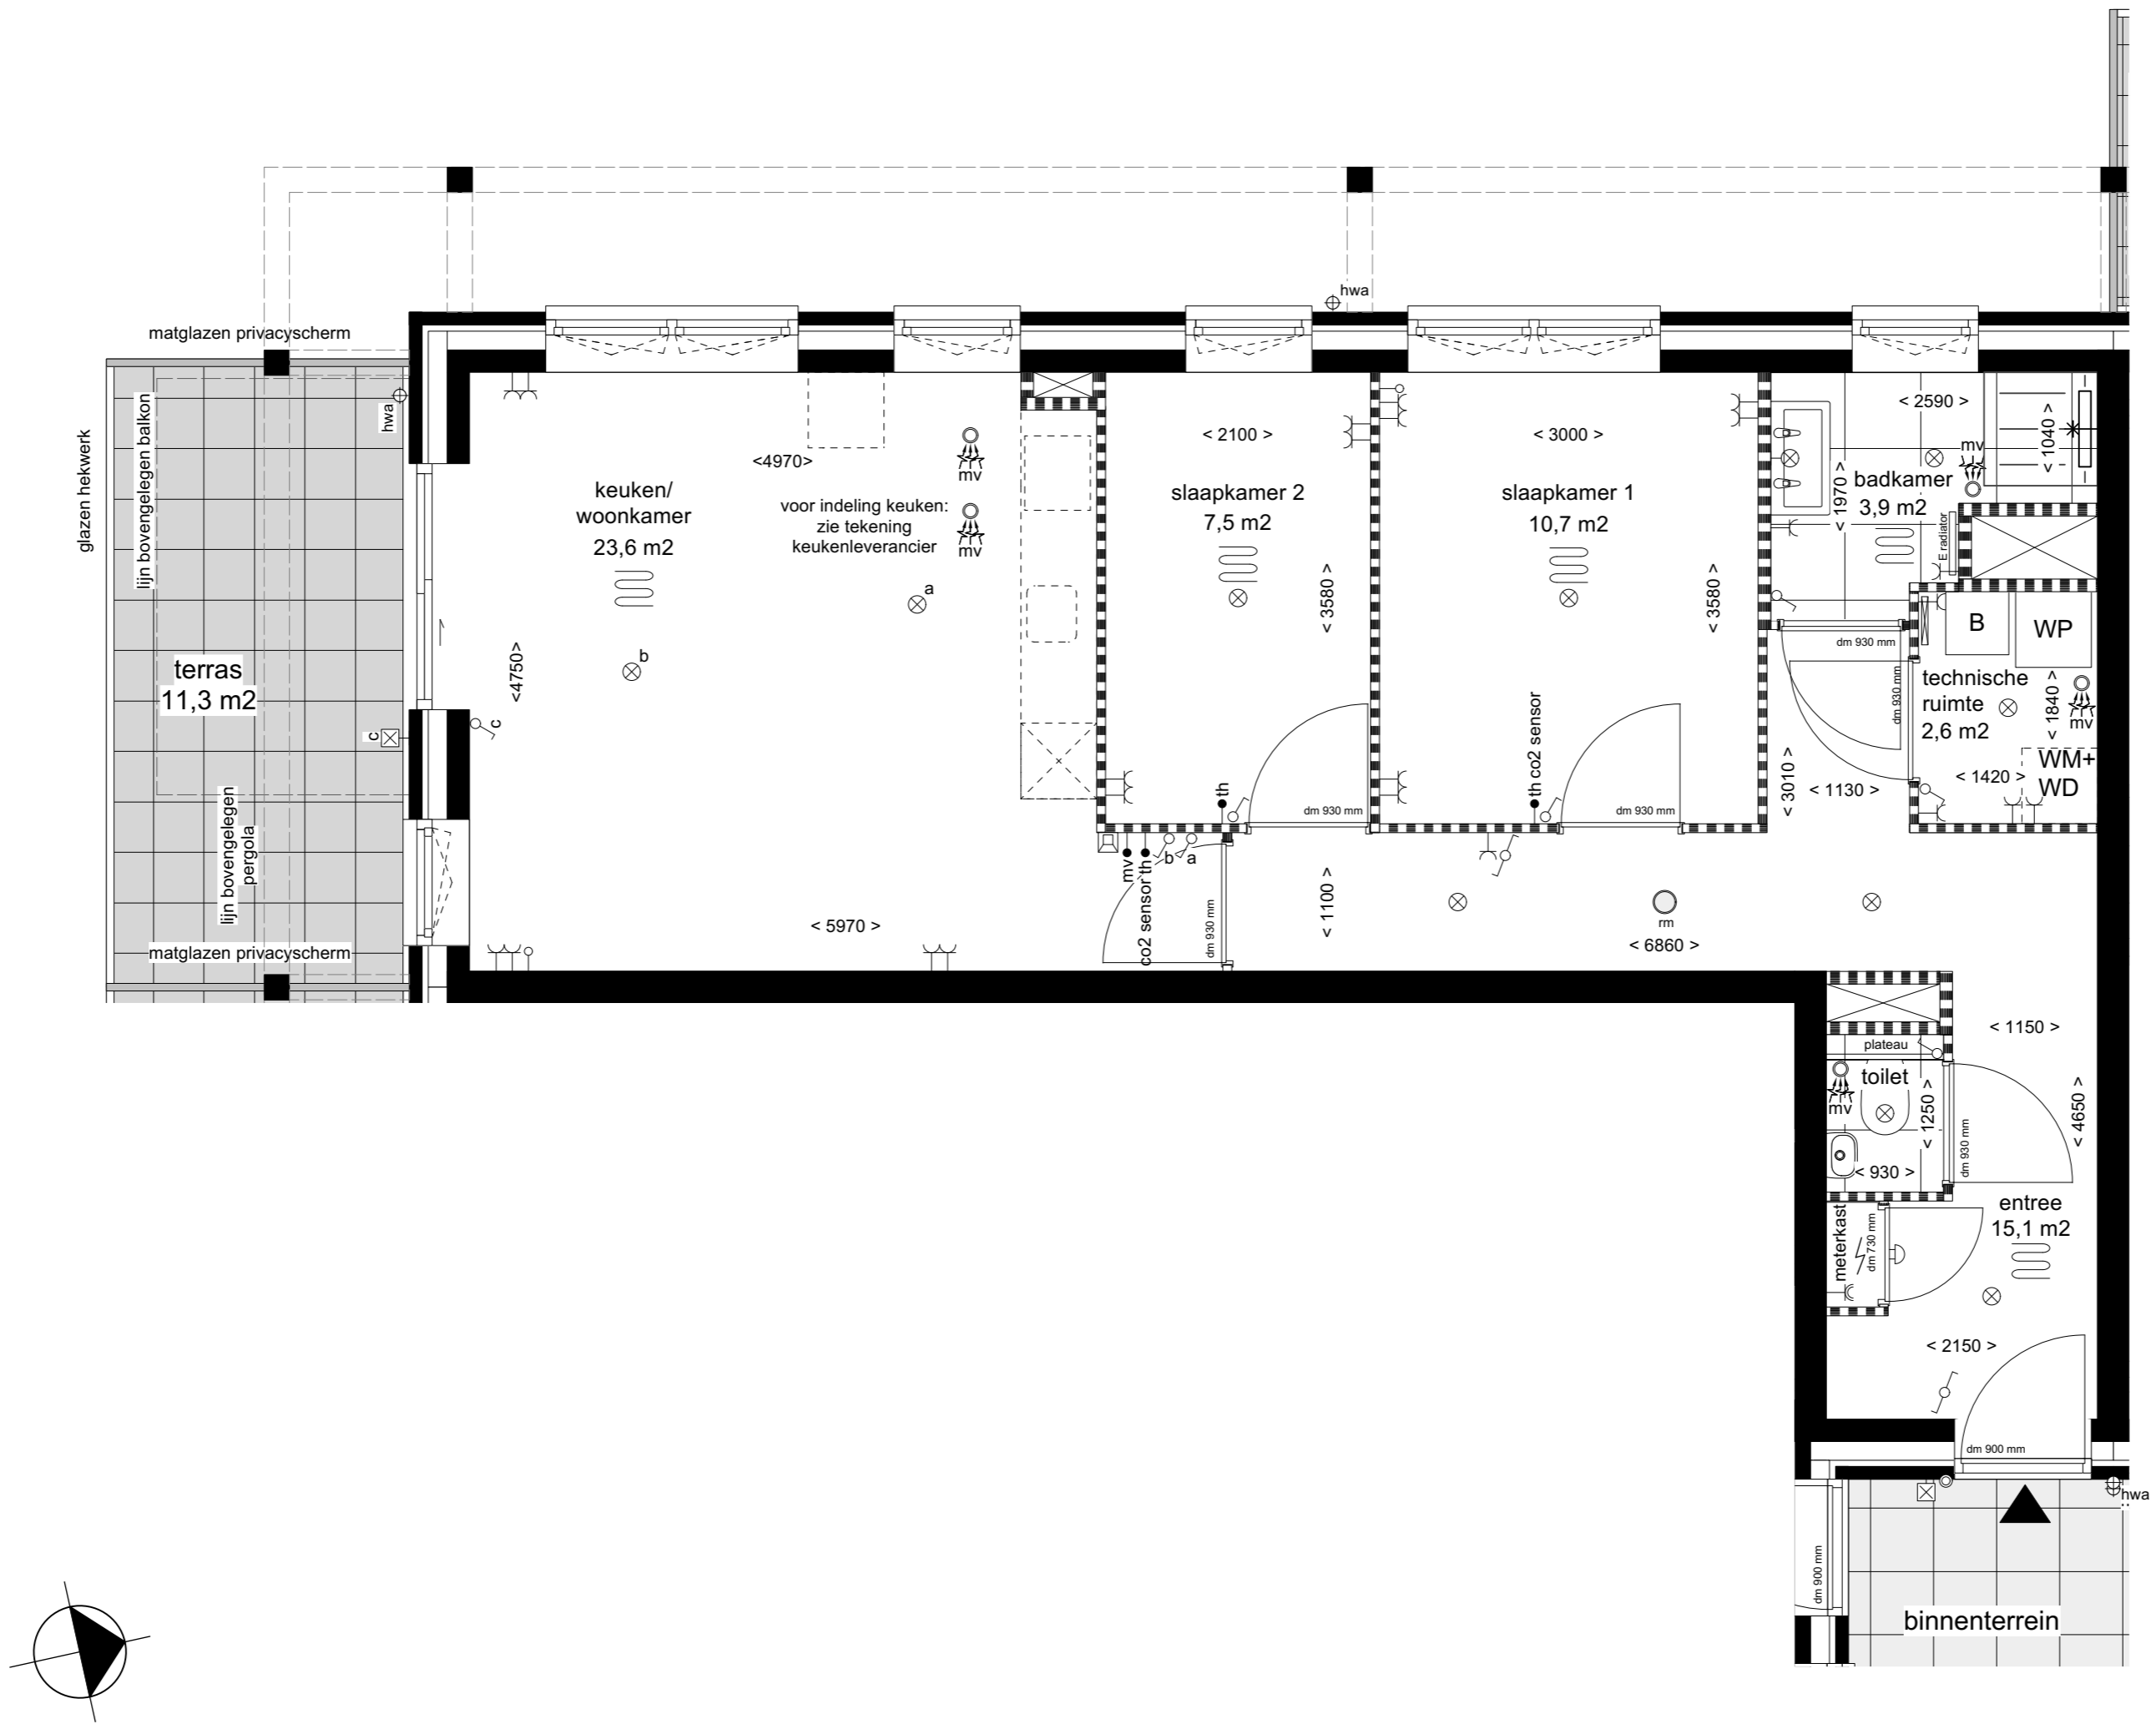 hwa
matglazen privacyscherm
glazen hekwerk
lijn bovengelegen balkon
hwa
terras
11,3 m2
c
lijn bovengelegen
pergola
matglazen privacyscherm
keuken/
woonkamer
23,6 m2
<4970>
voor indeling keuken:
zie tekening
keukenleverancier
mv
mv
a
b
<4750>
c
< 5970 >
< 2100 >
slaapkamer 2
7,5 m2
< 3580 >
th
dm 930 mm
mv
co2 sensor th
b
a
dm 930 mm
< 3000 >
slaapkamer 1
10,7 m2
< 3580 >
th co2 sensor
dm 930 mm
< 1100 >
rm
< 6860 >
< 2590 >
< 1040 >
mv
badkamer
3,9 m2
< 1970 >
E radiator
dm 930 mm
dm 930 mm
B
WP
technische
ruimte
2,6 m2
< 1840 >
mv
WM+
WD
< 1420 >
< 3010 >
< 1130 >
< 1150 >
plateau
toilet
mv
< 1250 >
< 930 >
dm 930 mm
< 4650 >
entree
15,1 m2
meterkast
dm 730 mm
< 2150 >
dm 900 mm
hwa
dm 900 mm
binnenterrein